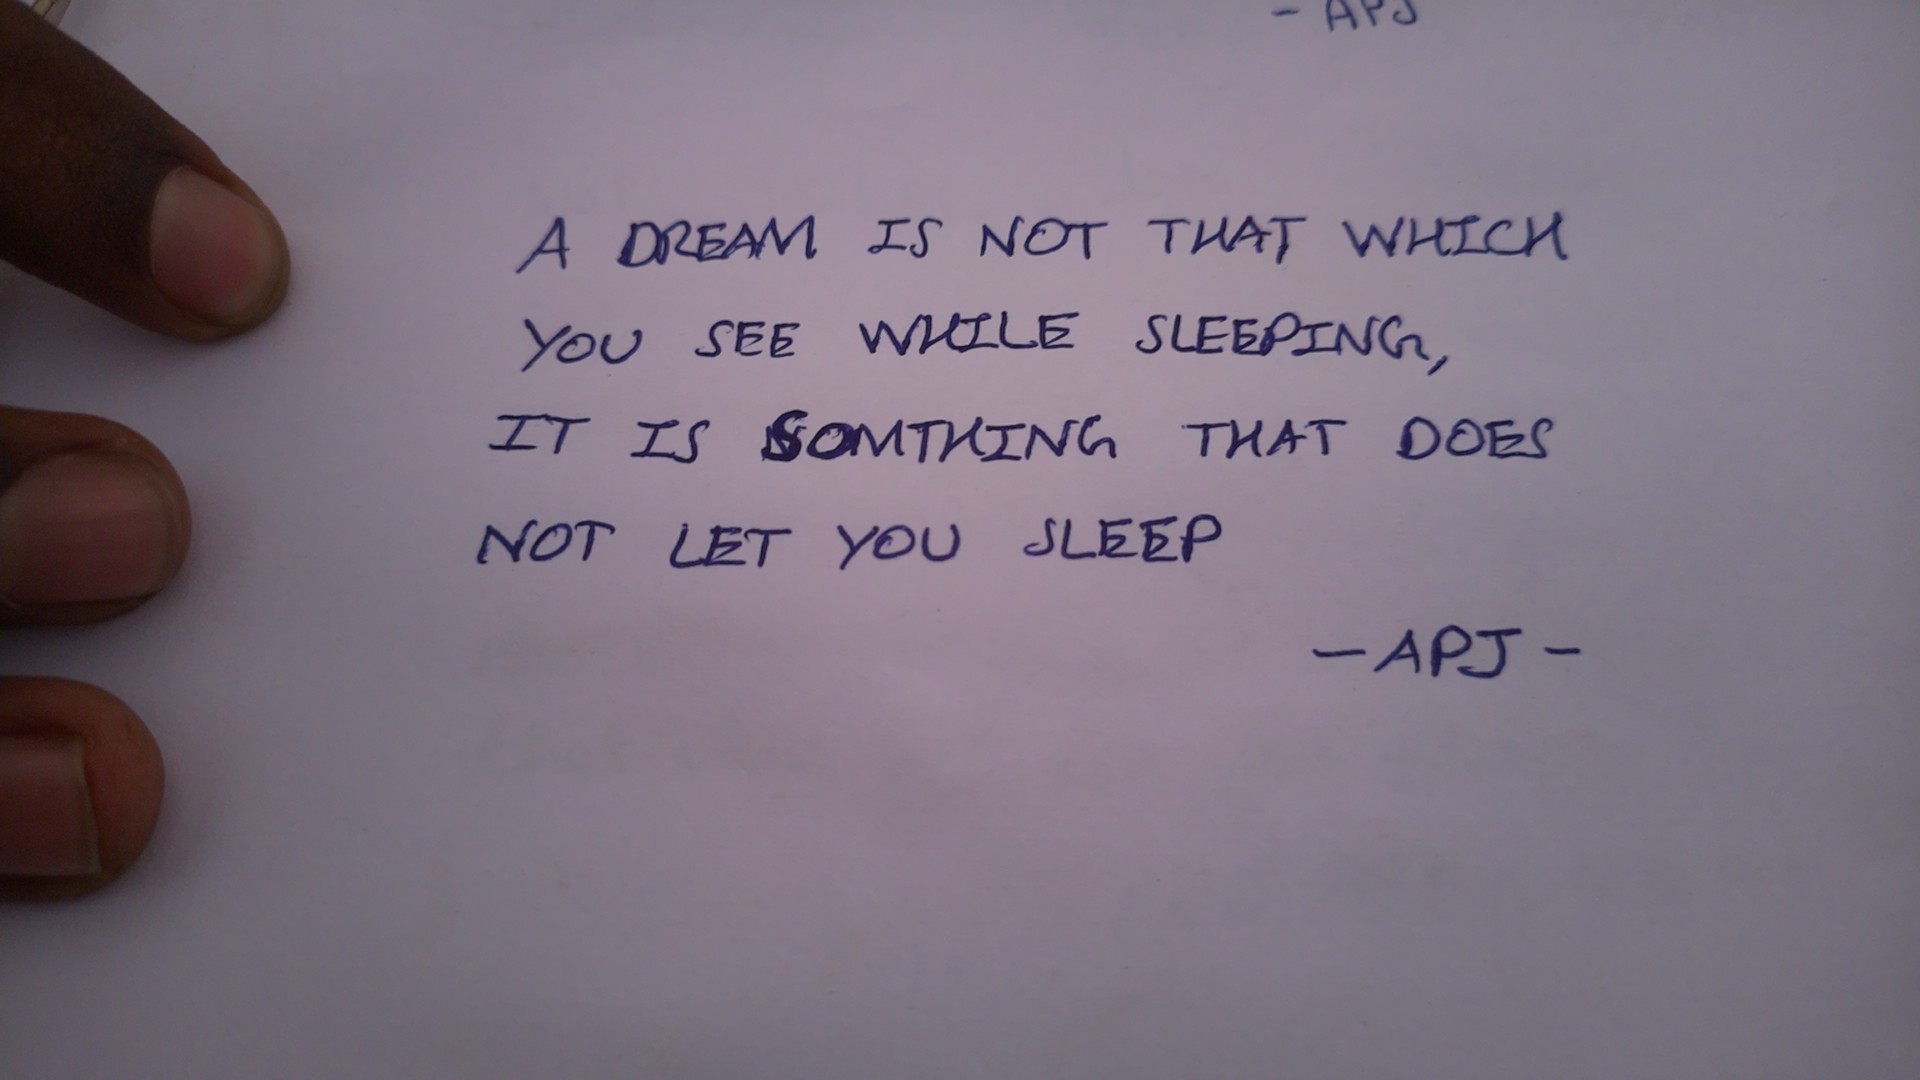 - APJ
A DREAM IS NOT THAT WHICH
YOU SEE WHILE SLEEPING,
IT IS SOMTHING THAT DOES
NOT LET YOU SLEEP
- APJ -